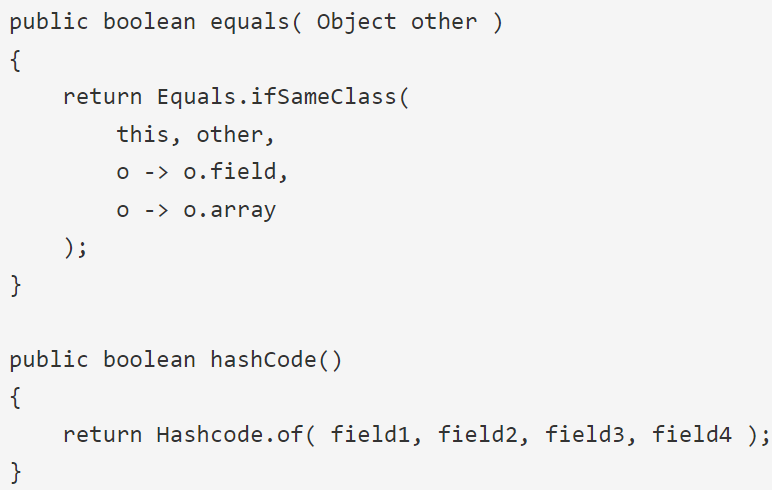 public boolean equals( Object other )
{
    return Equals.ifSameClass(
        this, other,
        o -> o.field,
        o -> o.array
    );
}

public boolean hashCode()
{
    return Hashcode.of( field1, field2, field3, field4 );
}